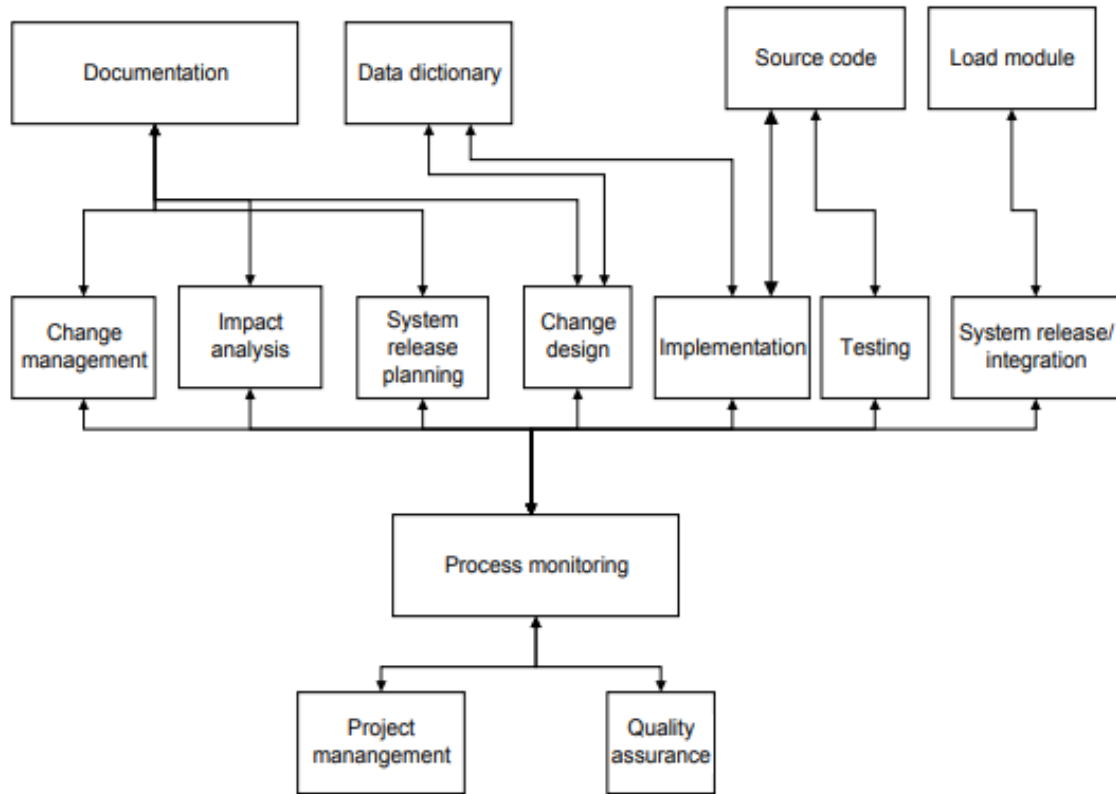 Documentation
Data dictionary
Source code
Load module
Change
management
Impact
analysis
System
release
planning
Change
design
Implementation
Testing
System release/
integration
Process monitoring
Project
manangement
Quality
assurance